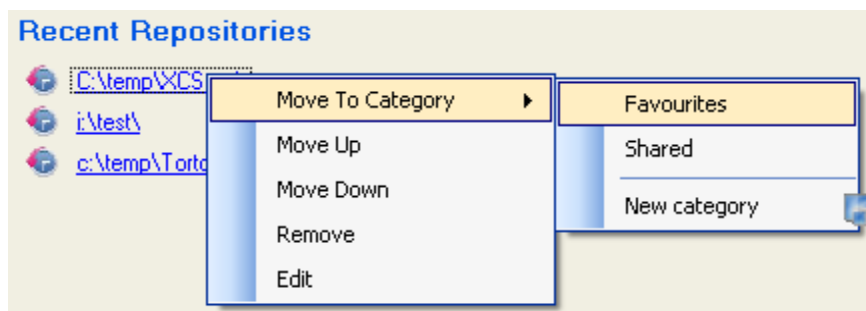 Recent Repositories
C:\temp\XCS
i:\test\
c:\temp\Torto
Move To Category
Move Up
Move Down
Remove
Edit
Favourites
Shared
New category